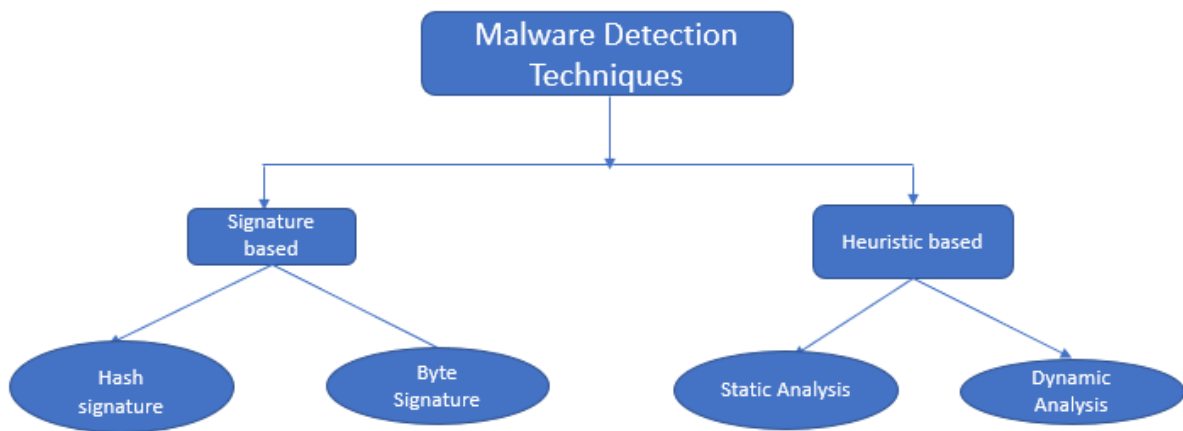 Malware Detection
Techniques
Signature
based
Heuristic based
Hash
signature
Byte
Signature
Static Analysis
Dynamic
Analysis